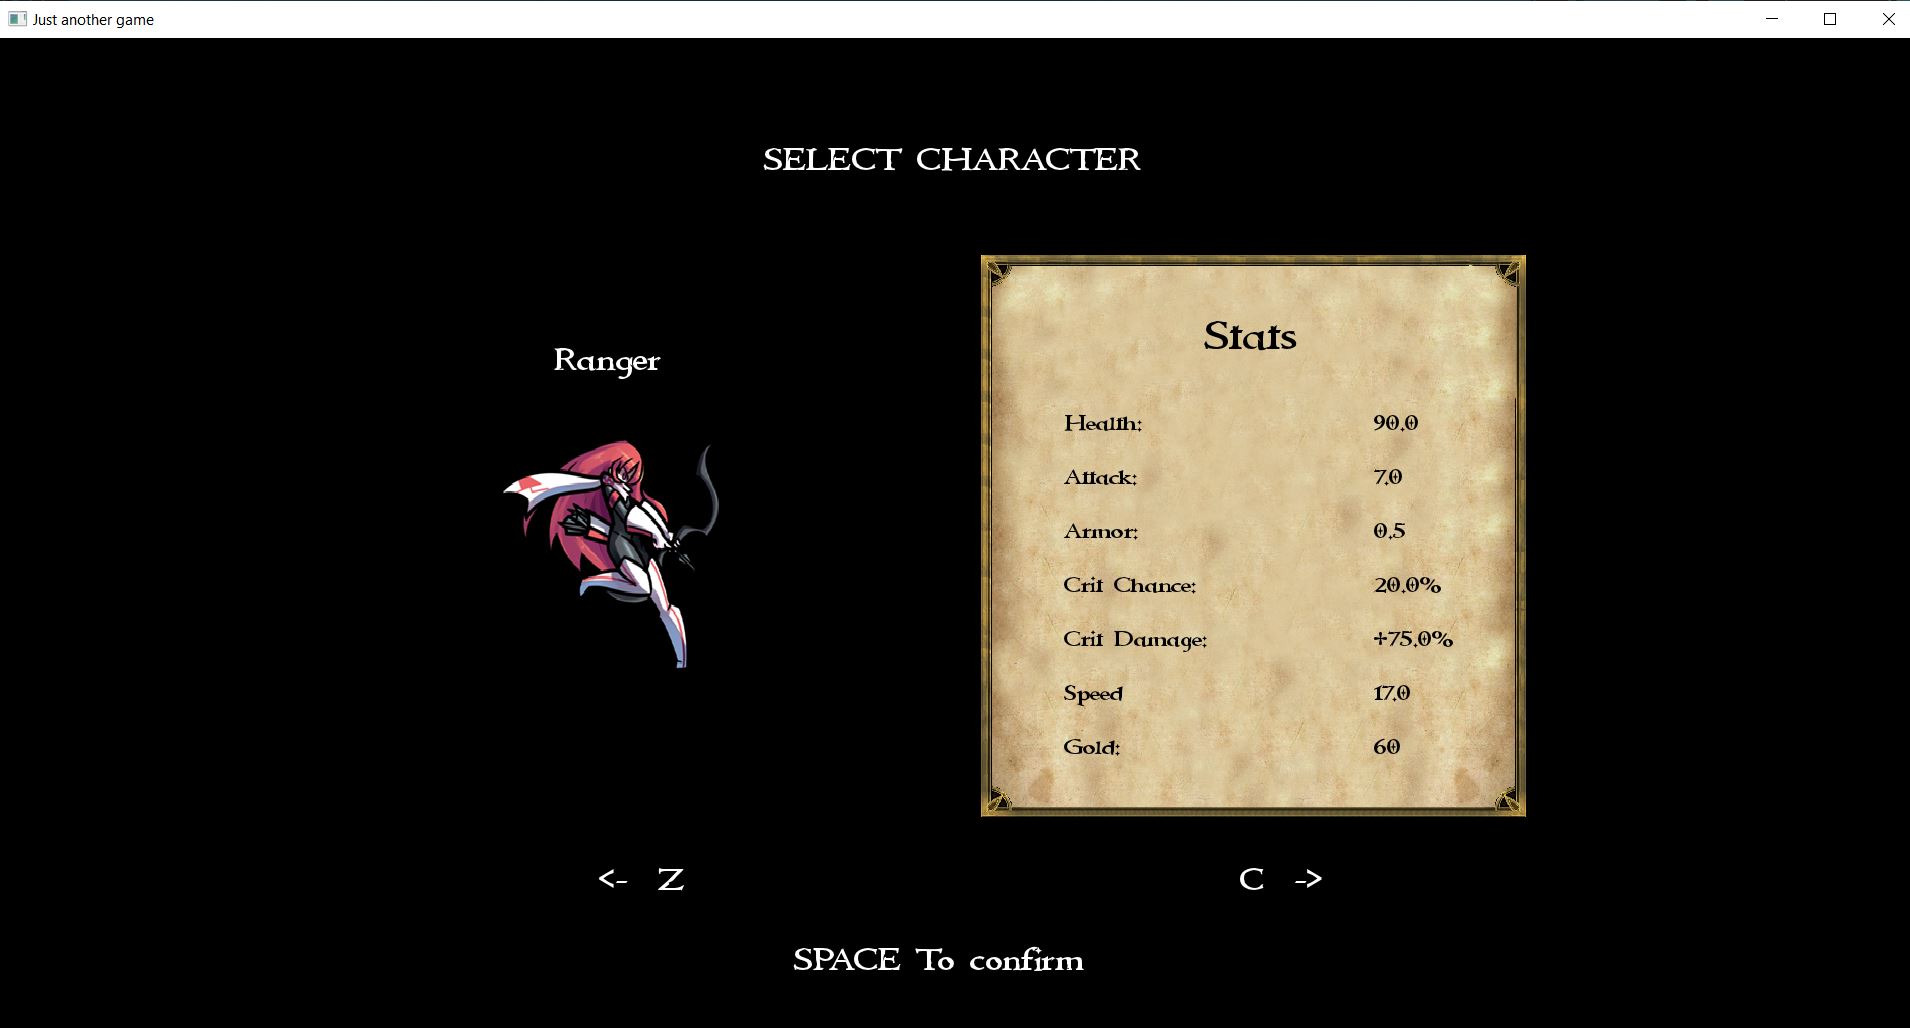 Just another game
SELECT CHARACTER
Ranger
Stats
Health: 90.0
Attack: 7.0
Armor: 0.5
Crit Chance: 20.0%
Crit Damage: +75.0%
Speed 17.0
Gold: 60
<- Z C ->
SPACE To confirm